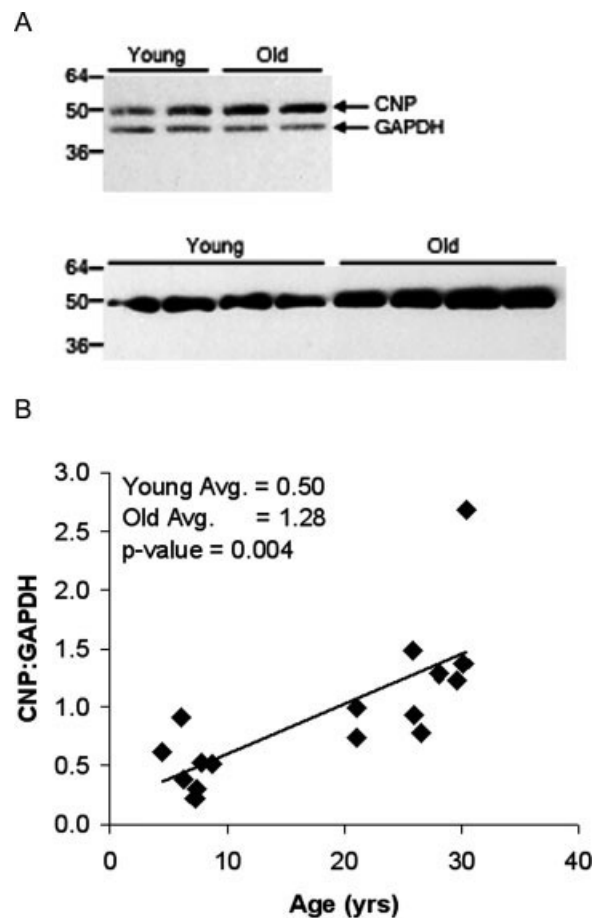 A
Young Old
64
50
CNP
GAPDH
36
Young Old
64
50
36
B
Young Avg. = 0.50
Old Avg. = 1.28
p-value = 0.004
3.0
2.5
2.0
1.5
1.0
0.5
0.0
CNP:GAPDH
0 10 20 30 40
Age (yrs)